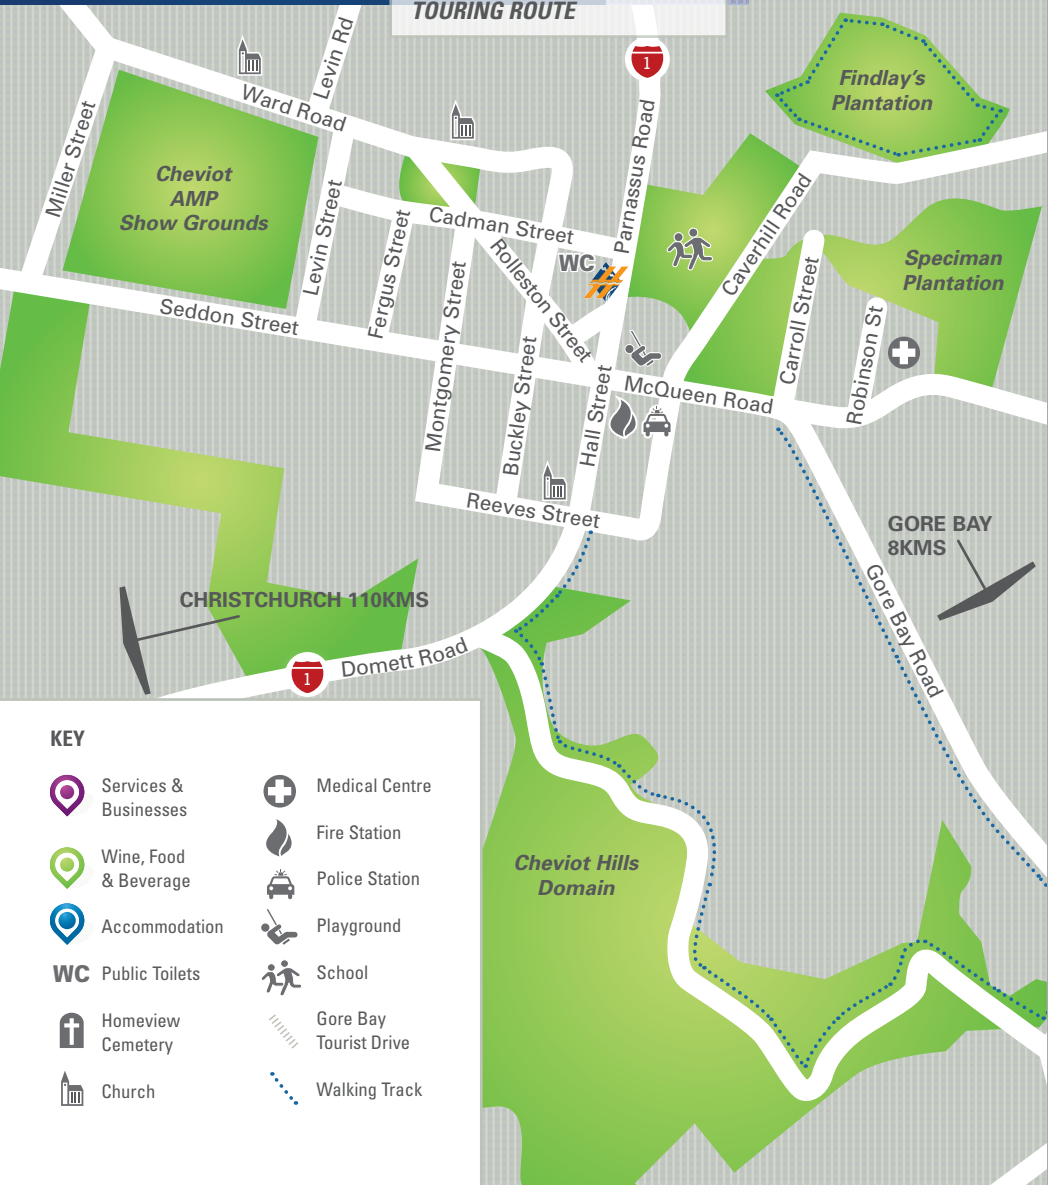 TOURING ROUTE
1
Levin Rd
Ward Road
Miller Street
Findlay's
Plantation
Cheviot
AMP
Show Grounds
Levin Street
Fergus Street
Cadman Street
Parnassus Road
Caverhill Road
WC
Rolleston Street
Montgomery Street
Seddon Street
Carroll Street
Speciman
Plantation
Robinson St
McQueen Road
Buckley Street
Hall Street
Reeves Street
GORE BAY
8KMS
Gore Bay Road
CHRISTCHURCH 110KMS
Domett Road
1
Cheviot Hills
Domain
KEY
Services &
Businesses
Wine, Food
& Beverage
Accommodation
WC Public Toilets
Homeview
Cemetery
Church
Medical Centre
Fire Station
Police Station
Playground
School
Gore Bay
Tourist Drive
Walking Track